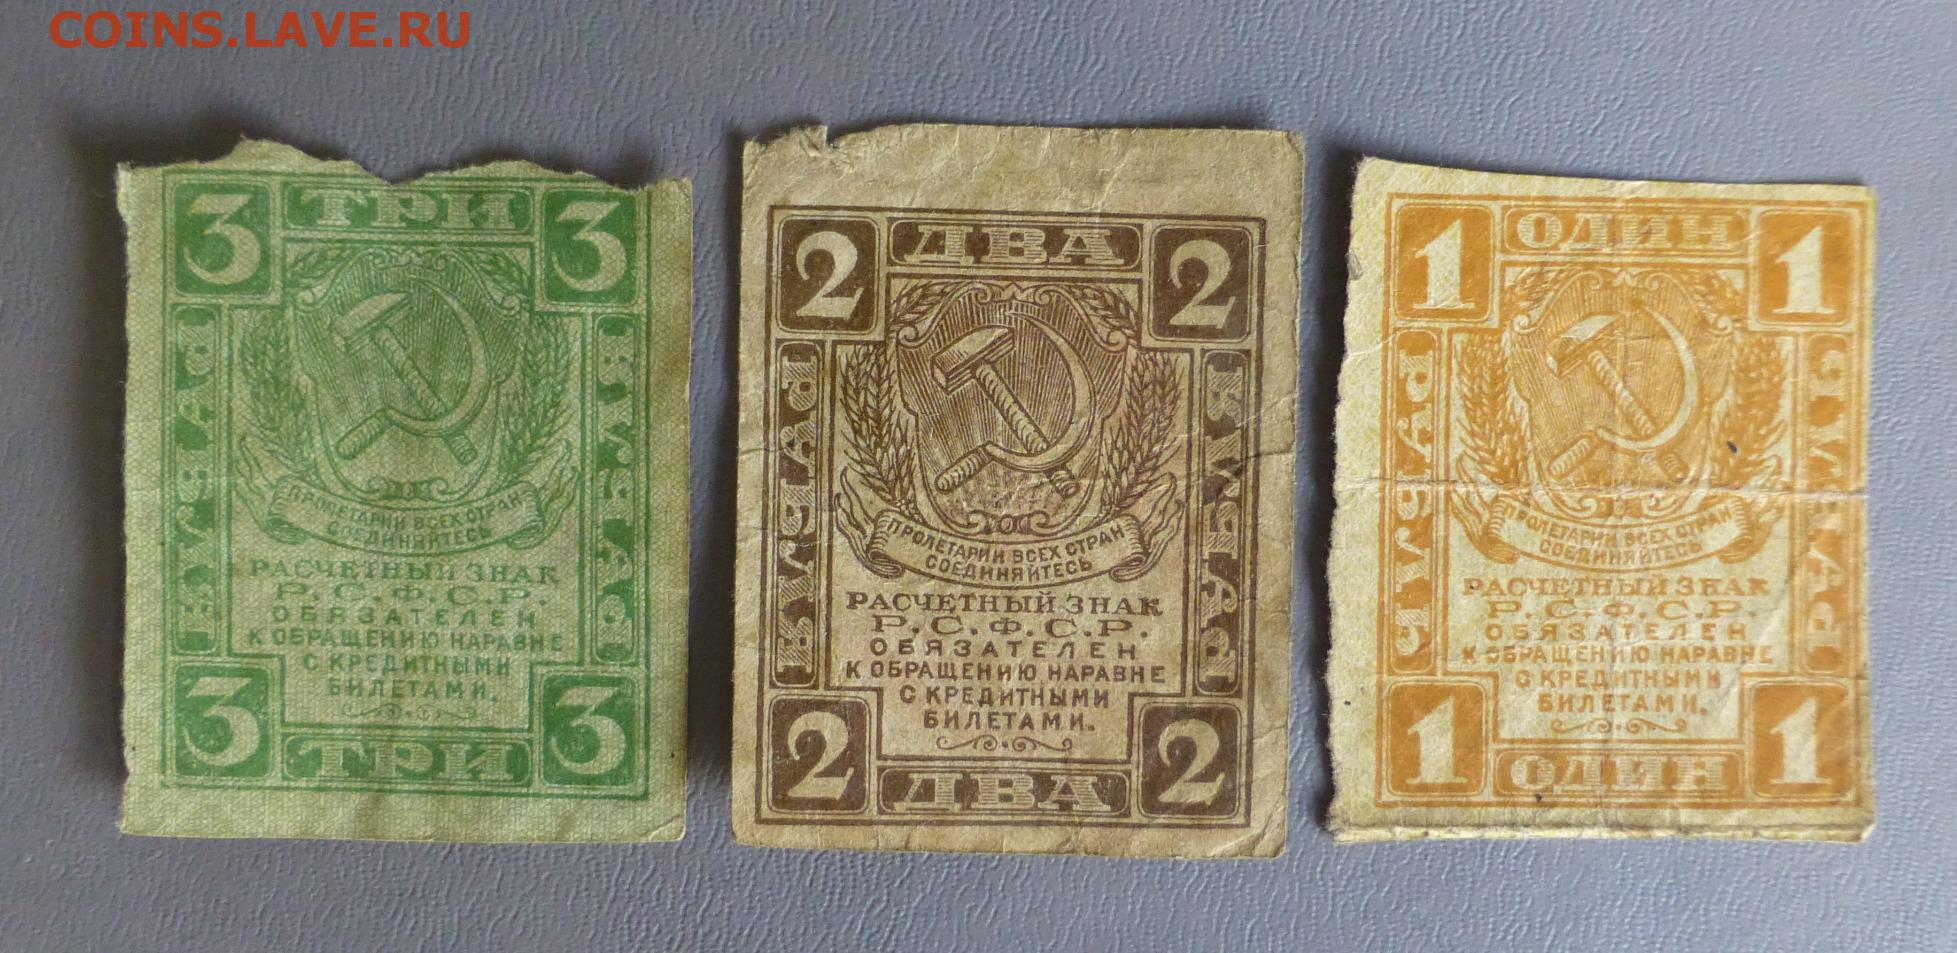 COINS.LAVE.RU
3 ТРИ 3
РУБЛЯ
РУБЛЯ
ПРОЛЕТАРИИ ВСЕХ СТРАН
СОЕДИНЯЙТЕСЬ
РАСЧЕТНЫЙ ЗНАК
Р.С.Ф.С.Р.
ОБЯЗАТЕЛЕН
К ОБРАЩЕНИЮ НАРАВНЕ
С КРЕДИТНЫМИ
БИЛЕТАМИ.
3 ТРИ 3
2 ДВА 2
РУБЛЯ
РУБЛЯ
ПРОЛЕТАРИИ ВСЕХ СТРАН
СОЕДИНЯЙТЕСЬ
РАСЧЕТНЫЙ ЗНАК
Р.С.Ф.С.Р.
ОБЯЗАТЕЛЕН
К ОБРАЩЕНИЮ НАРАВНЕ
С КРЕДИТНЫМИ
БИЛЕТАМИ.
2 ДВА 2
1 ОДИН 1
РУБЛЬ
РУБЛЬ
ПРОЛЕТАРИИ ВСЕХ СТРАН
СОЕДИНЯЙТЕСЬ
РАСЧЕТНЫЙ ЗНАК
Р.С.Ф.С.Р.
ОБЯЗАТЕЛЕН
К ОБРАЩЕНИЮ НАРАВНЕ
С КРЕДИТНЫМИ
БИЛЕТАМИ.
1 ОДИН 1